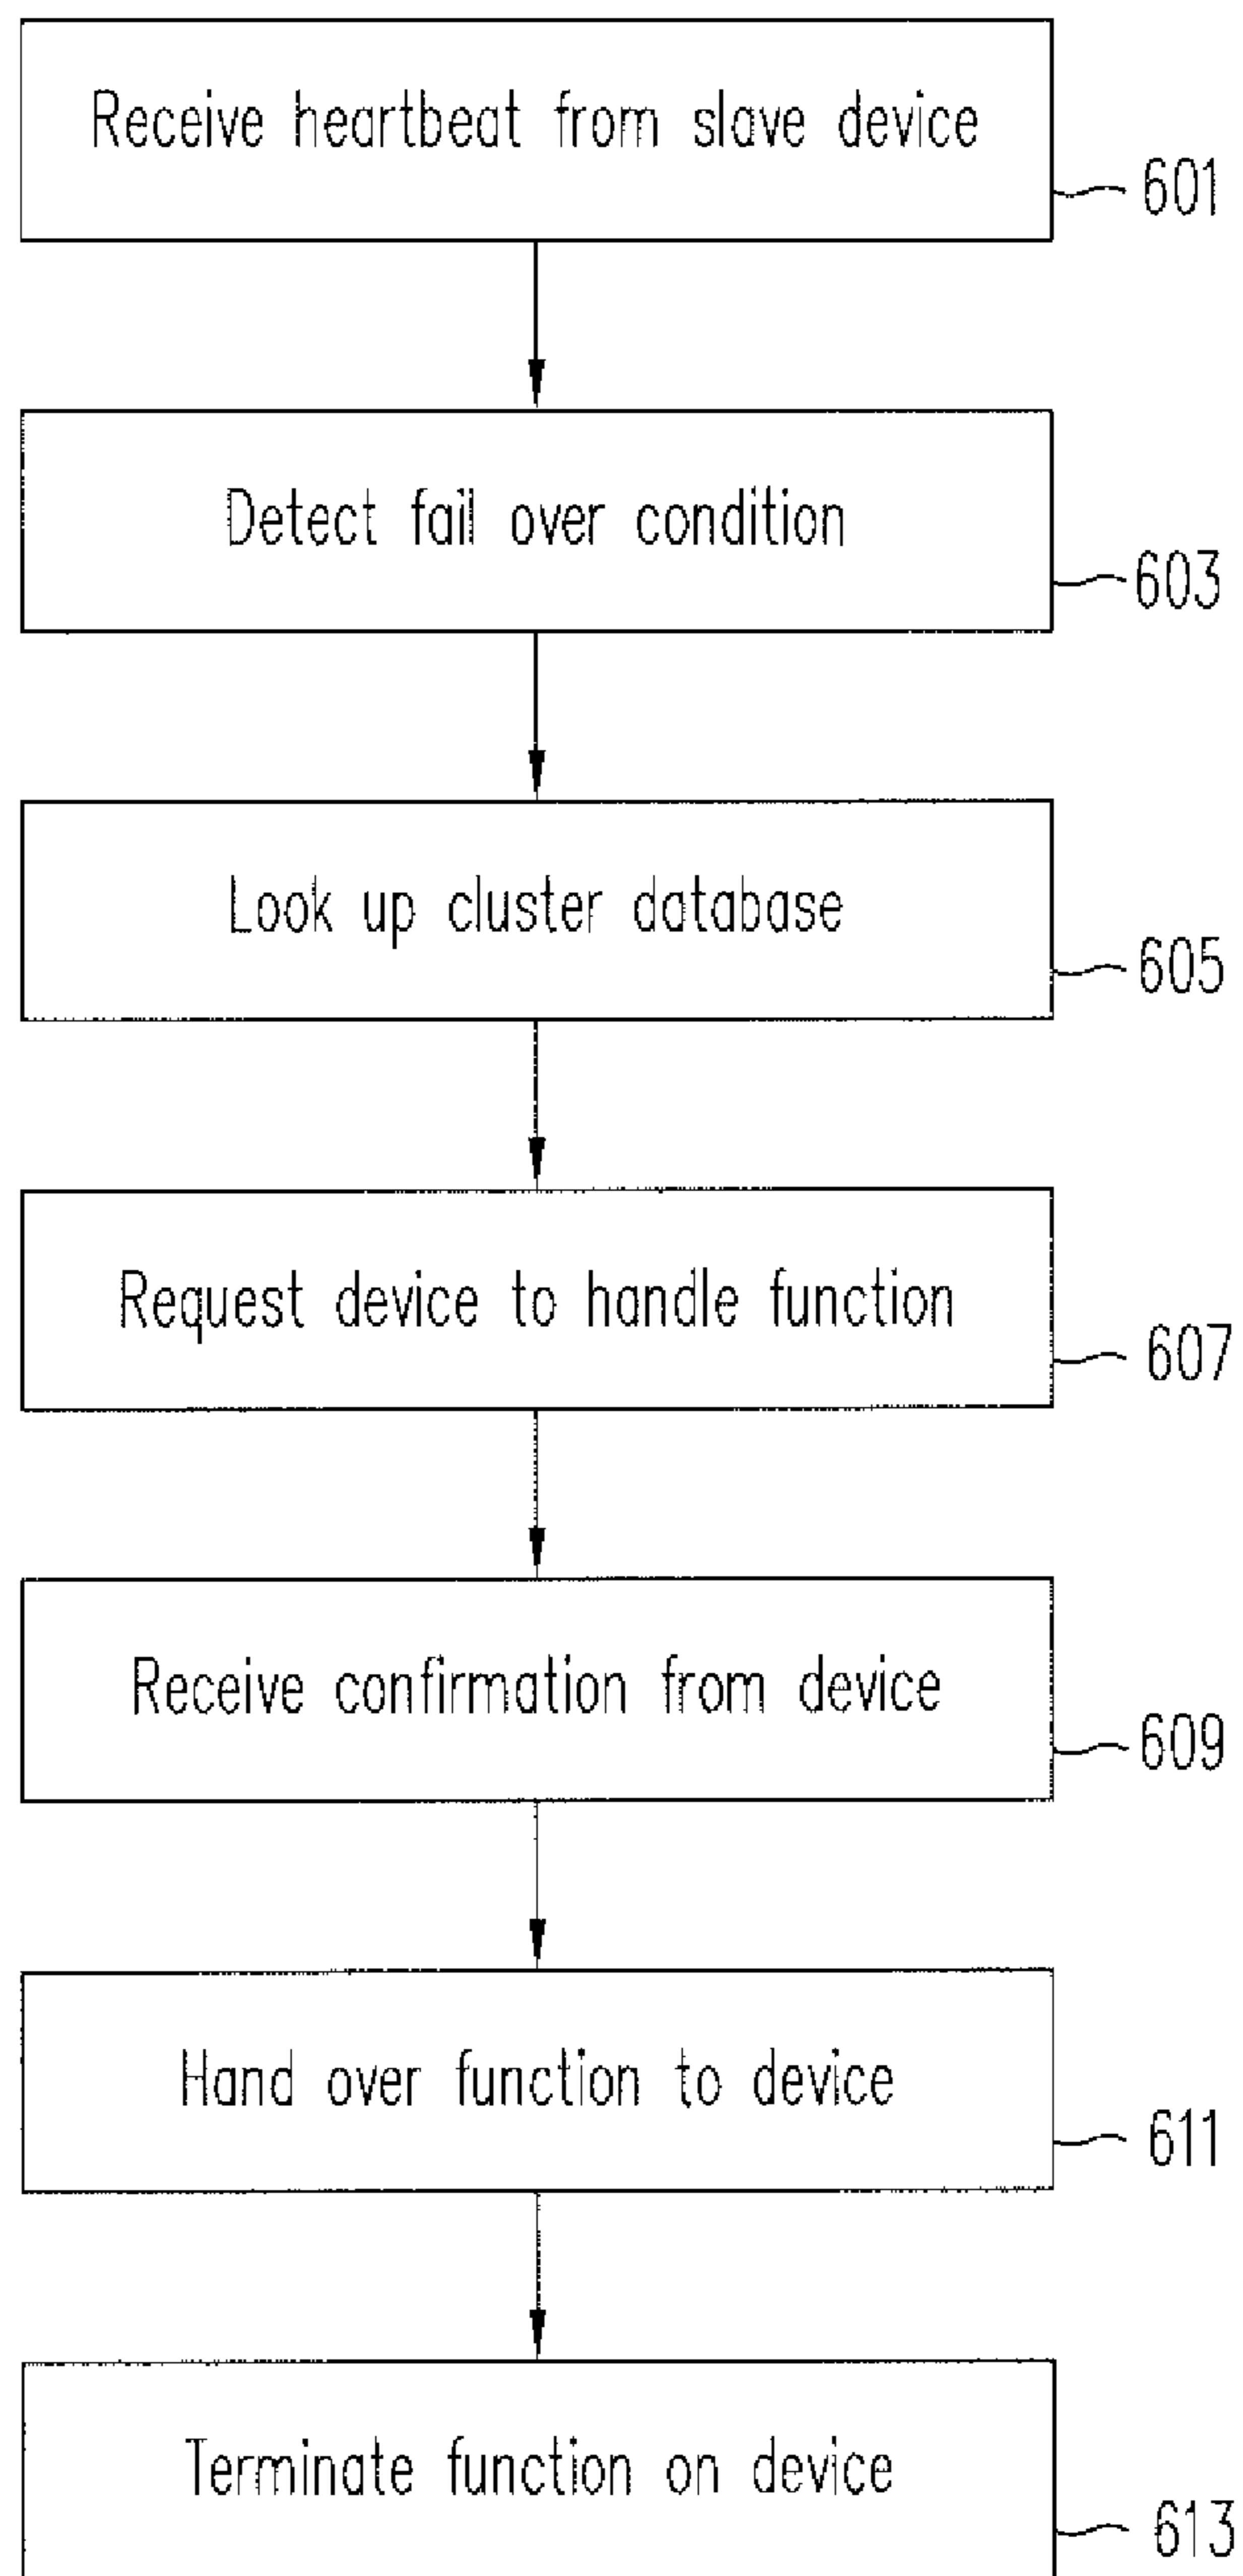 Receive heartbeat from slave device
601
Detect fail over condition
603
Look up cluster database
605
Request device to handle function
607
Receive confirmation from device
609
Hand over function to device
611
Terminate function on device
613